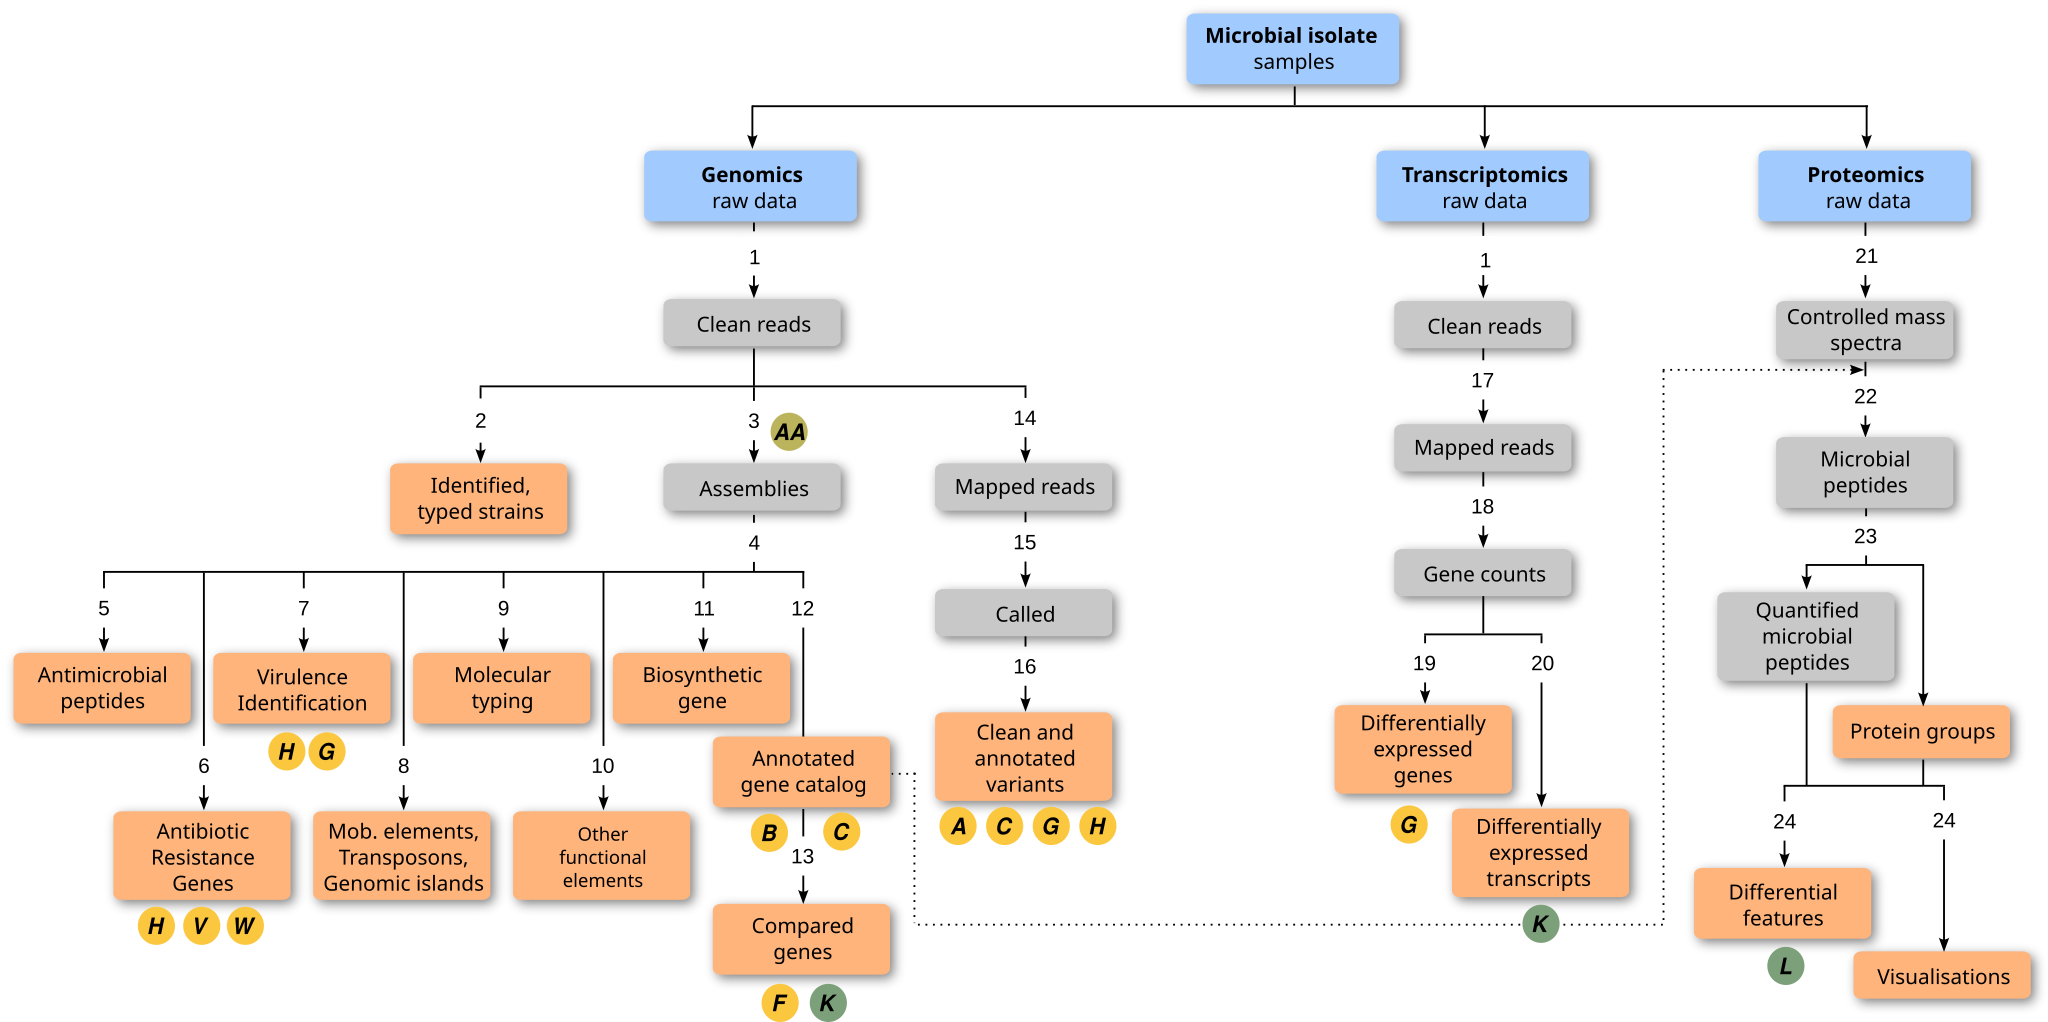 Microbial isolate
samples
Genomics
raw data
Transcriptomics
raw data
Proteomics
raw data
1
1
21
Clean reads
Clean reads
Controlled mass
spectra
2
3
AA
14
17
22
Identified,
typed strains
Assemblies
Mapped reads
Mapped reads
Microbial
peptides
4
15
18
23
5
7
9
11
12
Called
Gene counts
Quantified
microbial
peptides
Antimicrobial
peptides
Virulence
Identification
Molecular
typing
Biosynthetic
gene
16
19
20
H
G
Clean and
annotated
variants
Differentially
expressed
genes
Protein groups
6
8
10
Annotated
gene catalog
B
C
A
C
G
H
G
24
24
13
Antibiotic
Resistance
Genes
Mob. elements,
Transposons,
Genomic islands
Other
functional
elements
Differentially
expressed
transcripts
H
V
W
Compared
genes
K
Differential
features
F
K
L
Visualisations